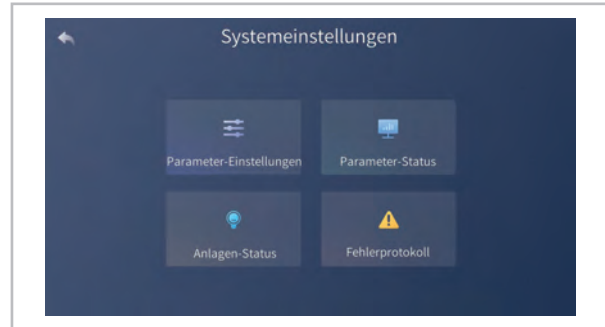 Systemeinstellungen
Parameter-Einstellungen
Parameter-Status
Anlagen-Status
Fehlerprotokoll